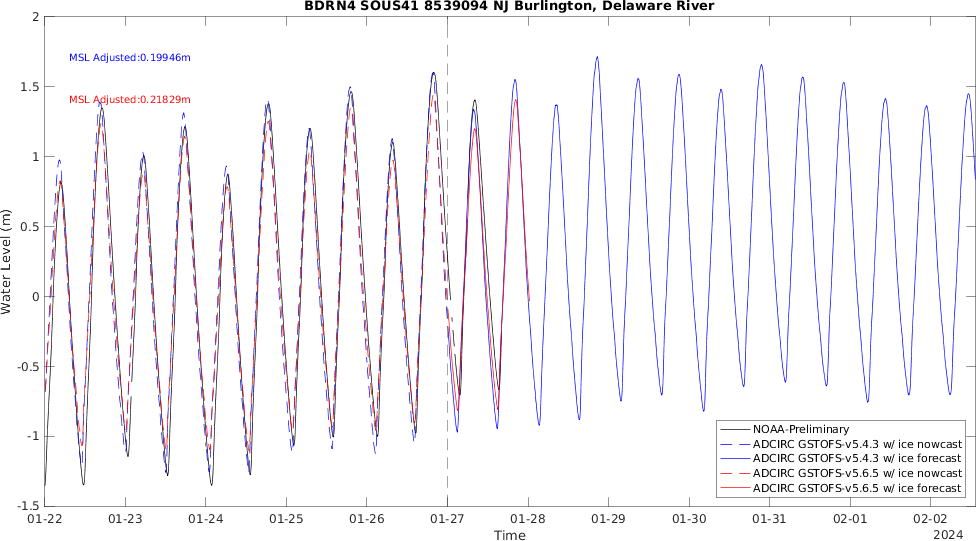 BDRN4 SOUS41 8539094 NJ Burlington, Delaware River
2
MSL Adjusted:0.19946m
1.5
MSL Adjusted:0.21829m
1
0.5
Water Level (m)
0
-0.5
-1
NOAA-Preliminary
ADCIRC GSTOFS-v5.4.3 w/ ice nowcast
ADCIRC GSTOFS-v5.4.3 w/ ice forecast
ADCIRC GSTOFS-v5.6.5 w/ ice nowcast
ADCIRC GSTOFS-v5.6.5 w/ ice forecast
-1.5
01-22 01-23 01-24 01-25 01-26 01-27 01-28 01-29 01-30 01-31 02-01 02-02
Time 2024